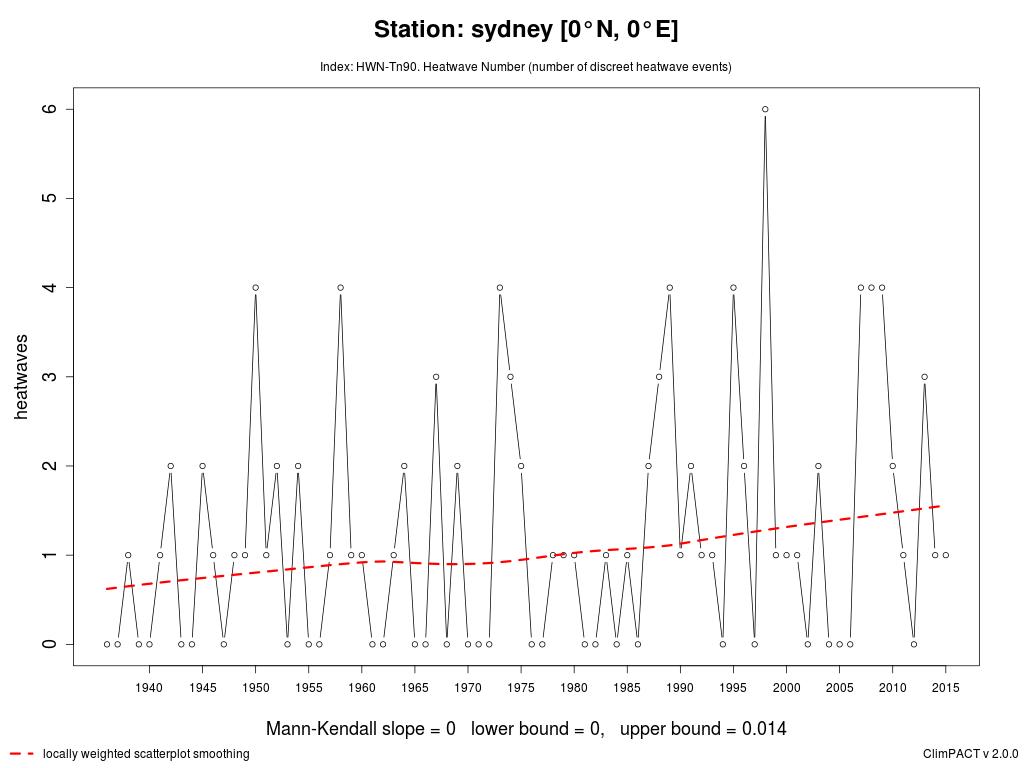 Station: sydney [0°N, 0°E]
Index: HWN-Tn90. Heatwave Number (number of discreet heatwave events)
6
5
4
3
2
1
0
heatwaves
1940 1945 1950 1955 1960 1965 1970 1975 1980 1985 1990 1995 2000 2005 2010 2015
Mann-Kendall slope = 0 lower bound = 0, upper bound = 0.014
locally weighted scatterplot smoothing
ClimPACT v 2.0.0